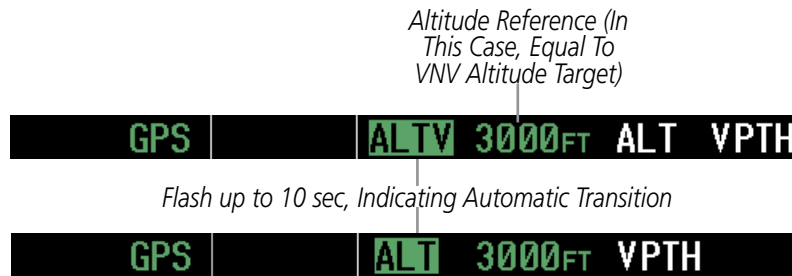 Altitude Reference (In
This Case, Equal To
VNV Altitude Target)
GPS ALTV 3000FT ALT VPTH
Flash up to 10 sec, Indicating Automatic Transition
GPS ALT 3000FT VPTH